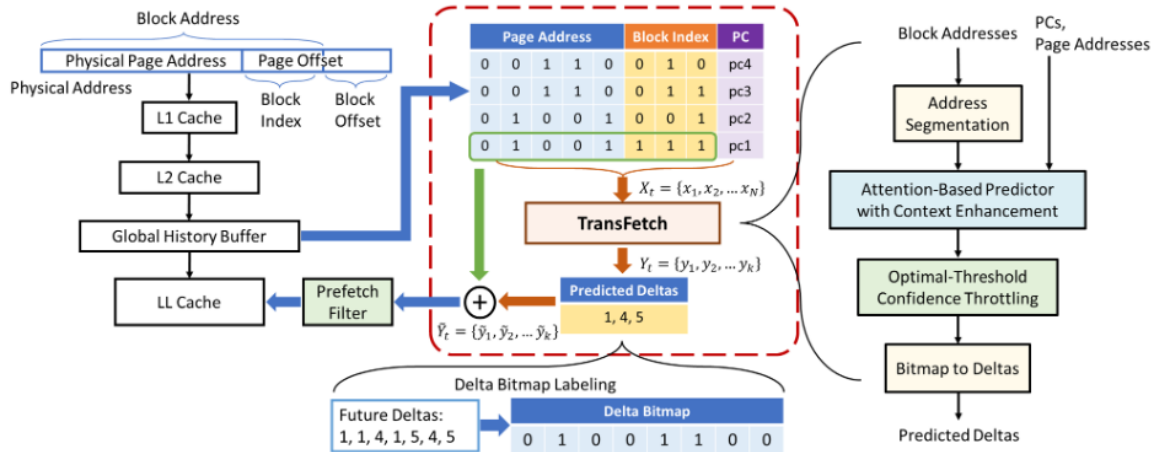 Block Address
Physical Page Address Page Offset
Physical Address
Block
Index
Block
Offset
L1 Cache
L2 Cache
Global History Buffer
LL Cache
Prefetch
Filter
Page Address Block Index PC
0 0 1 1 0 0 1 0 pc4
0 0 1 1 0 0 0 1 pc3
0 1 0 0 1 0 0 1 pc2
0 1 0 0 1 1 1 1 pc1
X_t = {x_1, x_2, … x_N}
TransFetch
Y_t = {y_1, y_2, … y_k}
Predicted Deltas
1, 4, 5
+
Ỹ_t = {ỹ_1, ỹ_2, … ỹ_k}
Delta Bitmap Labeling
Future Deltas:
1, 1, 4, 1, 5, 4, 5
Delta Bitmap
0 1 0 0 1 1 0 0
Block Addresses
PCs,
Page Addresses
Address
Segmentation
Attention-Based Predictor
with Context Enhancement
Optimal-Threshold
Confidence Throttling
Bitmap to Deltas
Predicted Deltas